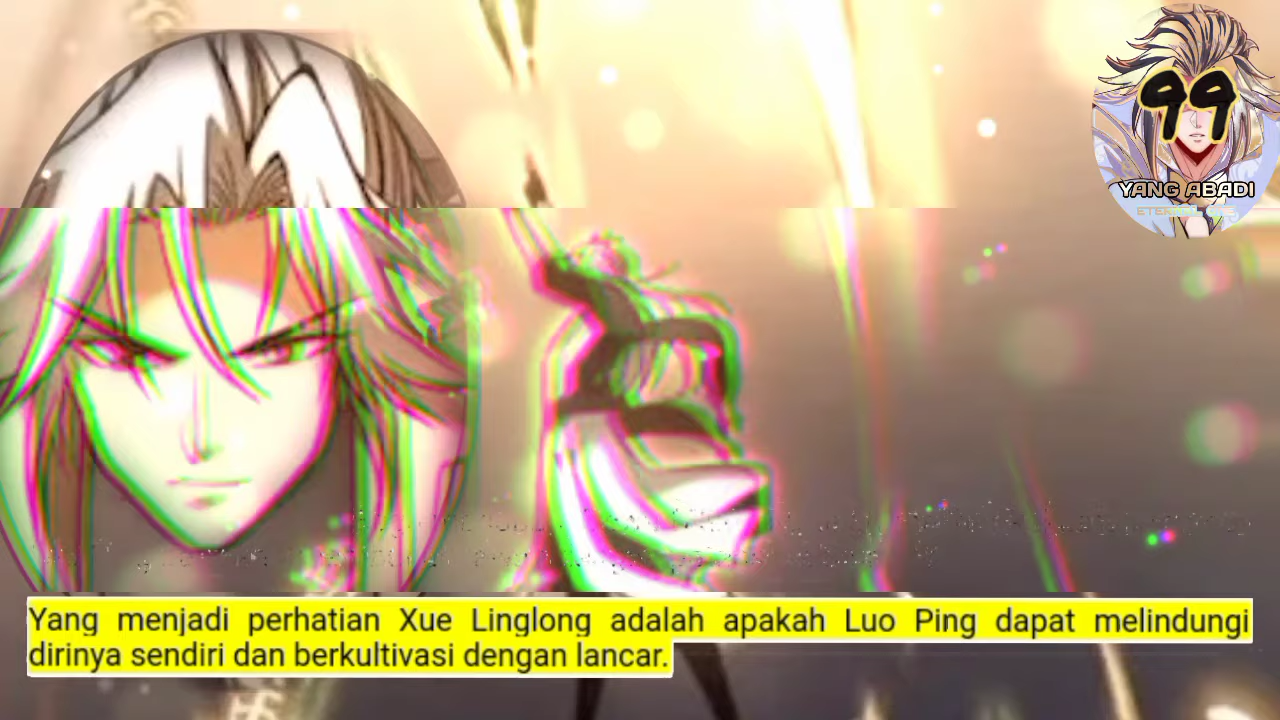 99
YANG ABADI
Yang menjadi perhatian Xue Linglong adalah apakah Luo Ping dapat melindungi
dirinya sendiri dan berkultivasi dengan lancar.